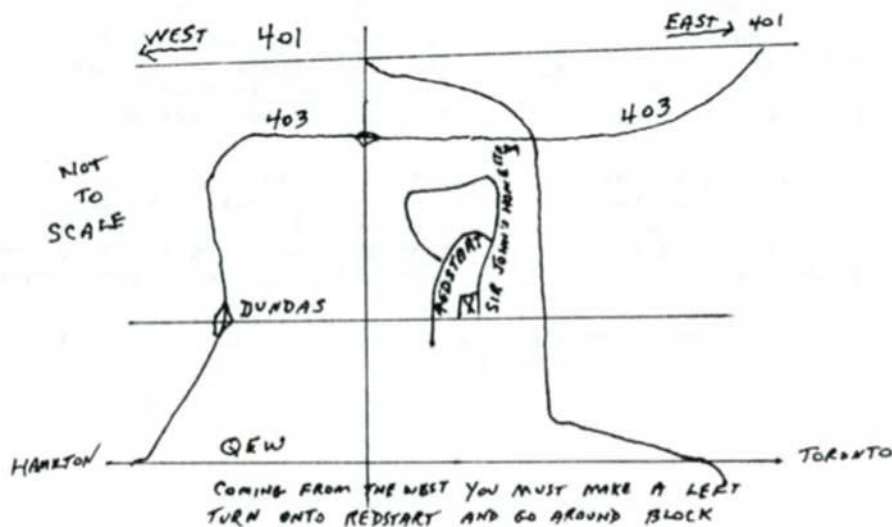 WEST
401
EAST 401
403
403
NOT
TO
SCALE
SIR JOHN'S HOMESTEAD
REDSTART
X
DUNDAS
HAMILTON
QEW
TORONTO
COMING FROM THE WEST YOU MUST MAKE A LEFT
TURN ONTO REDSTART AND GO AROUND BLOCK